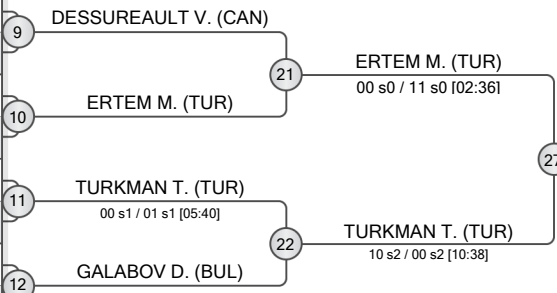 DESSUREAULT V. (CAN)
9
21
ERTEM M. (TUR)
00 s0 / 11 s0 [02:36]
ERTEM M. (TUR)
10
27
TURKMAN T. (TUR)
11
00 s1 / 01 s1 [05:40]
22
TURKMAN T. (TUR)
10 s2 / 00 s2 [10:38]
GALABOV D. (BUL)
12